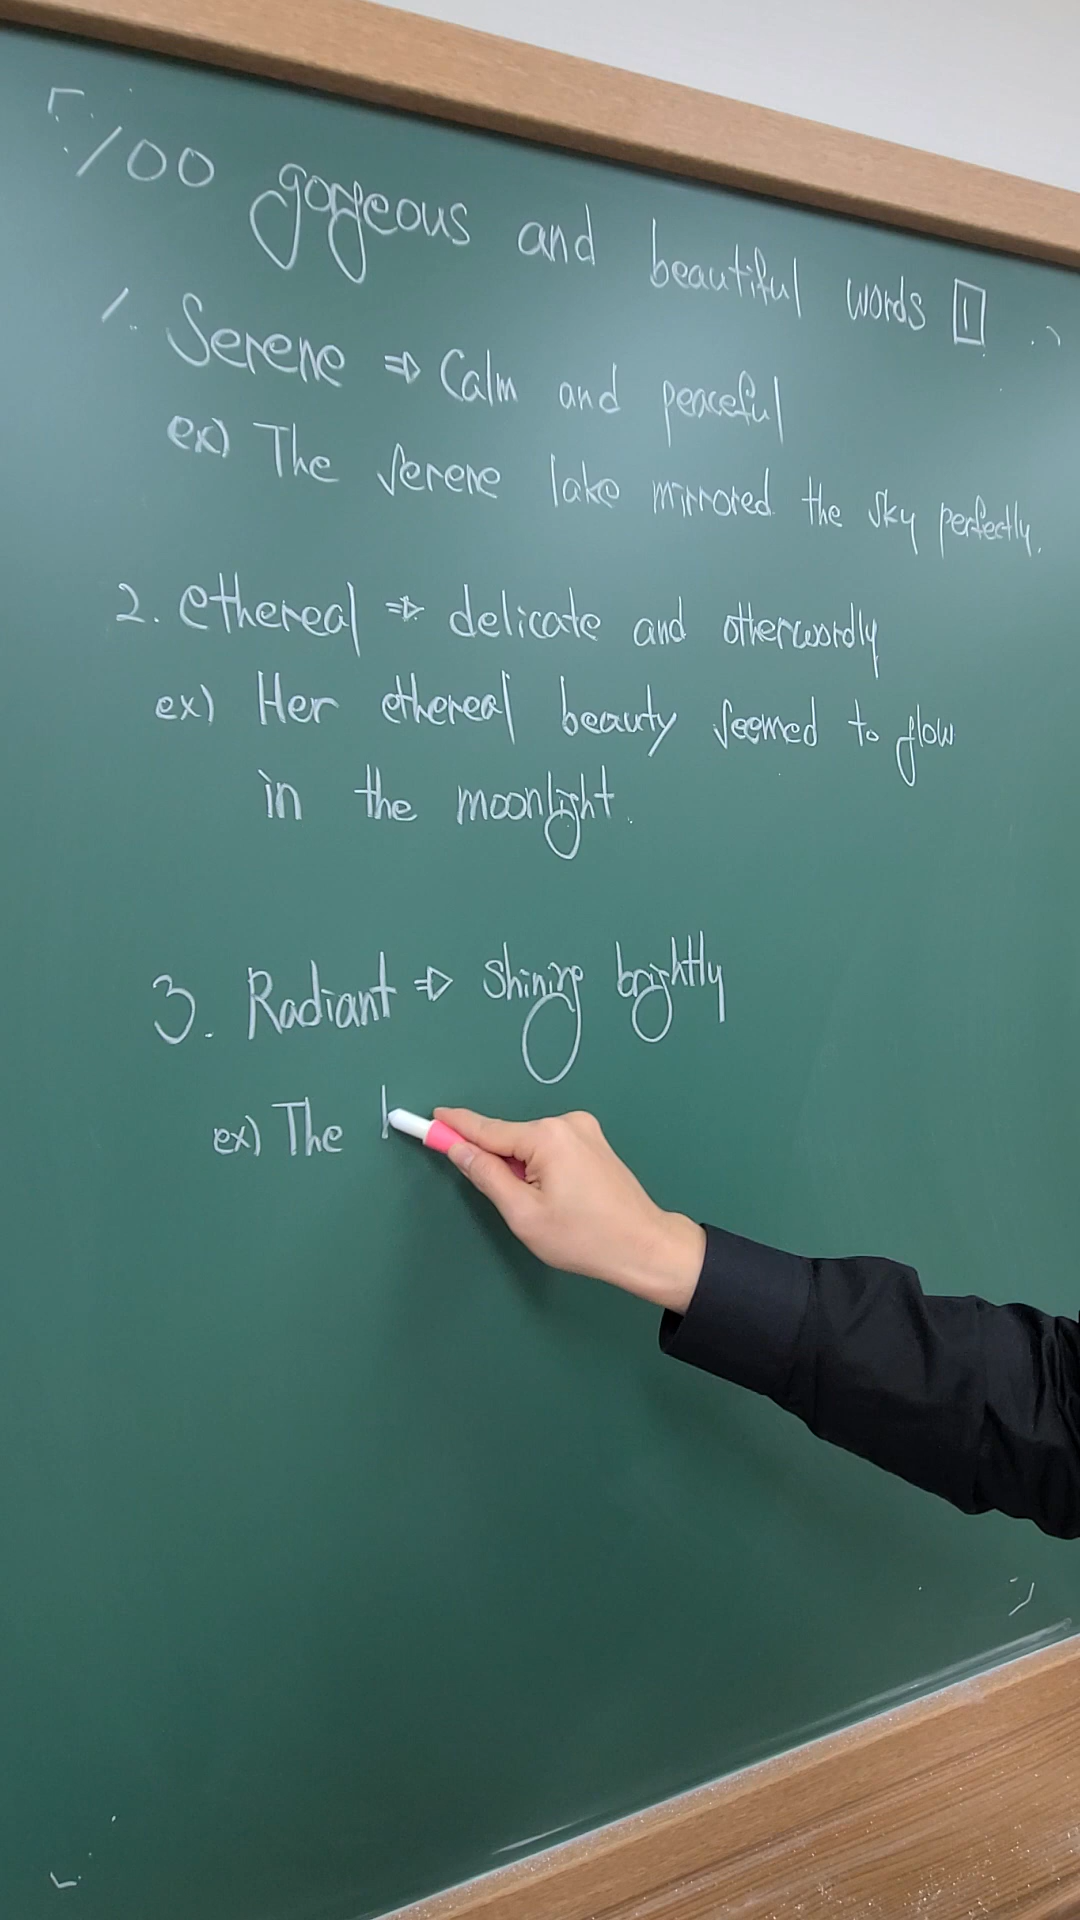 100 gorgeous and beautiful words 1
1. Serene ⇒ Calm and peaceful
ex) The serene lake mirrored the sky perfectly.
2. ethereal ⇒ delicate and otherwordly
ex) Her ethereal beauty seemed to glow
in the moonlight.
3. Radiant ⇒ shining brightly
ex) The